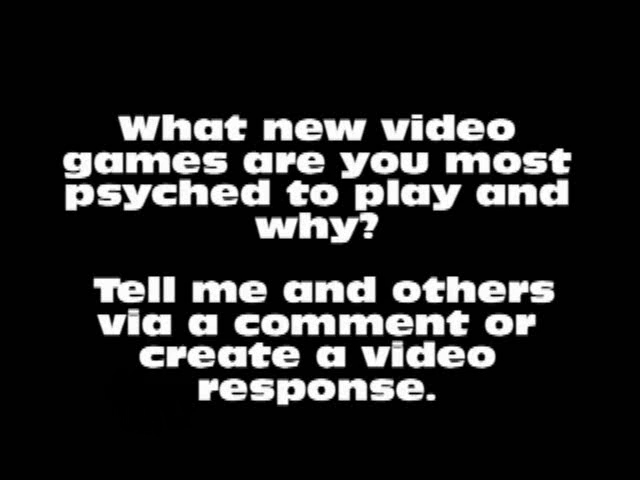 What new video
games are you most
psyched to play and
why?
Tell me and others
via a comment or
create a video
response.